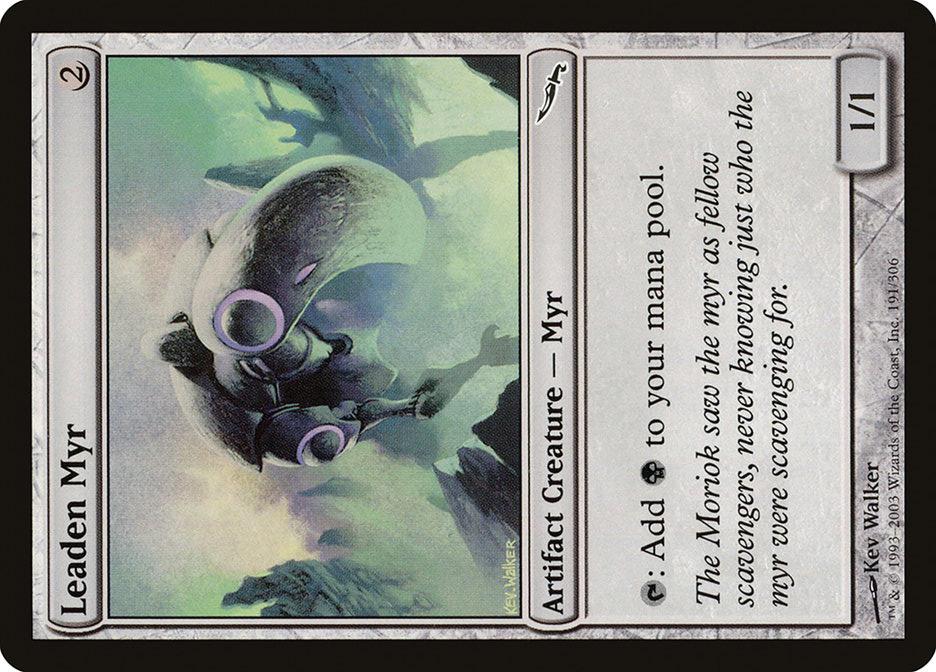 Leaden Myr 2
KEV. WALKER
Artifact Creature — Myr
: Add to your mana pool.
The Moriok saw the myr as fellow
scavengers, never knowing just who the
myr were scavenging for.
1/1
Kev Walker
™ & © 1993–2003 Wizards of the Coast, Inc. 191/306